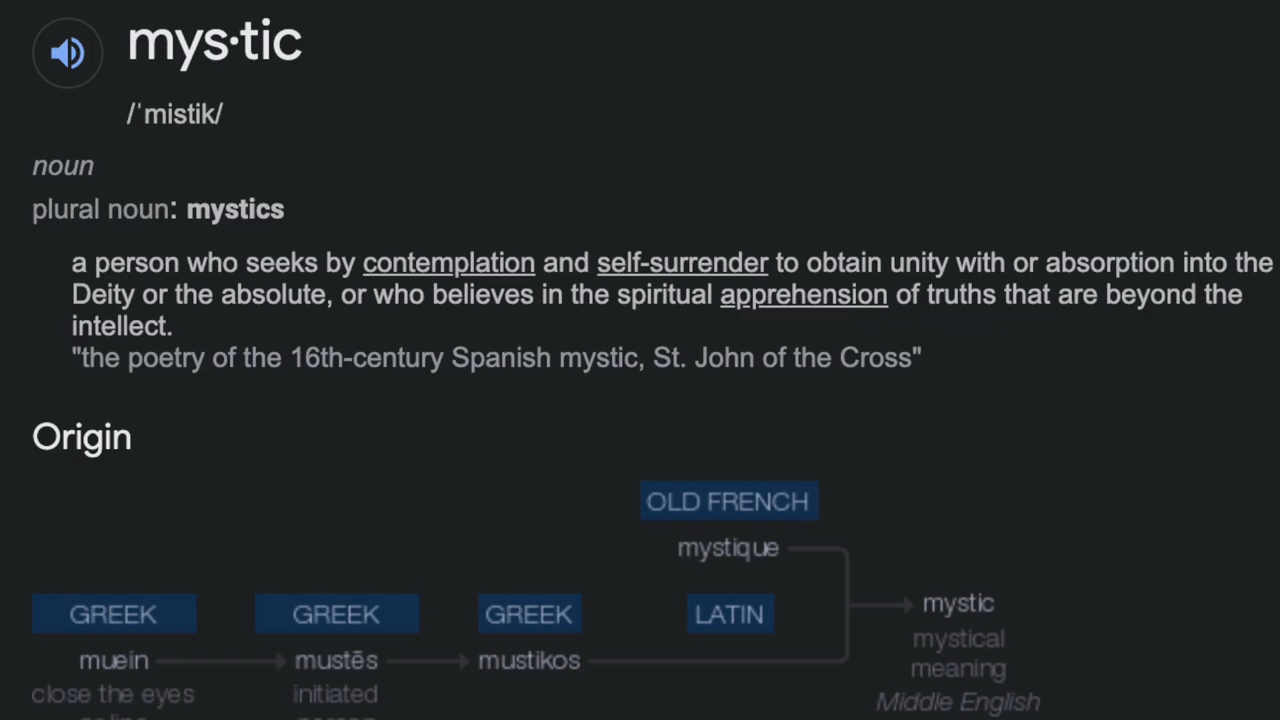 mys·tic
/ˈmistik/
noun
plural noun: mystics
a person who seeks by contemplation and self-surrender to obtain unity with or absorption into the
Deity or the absolute, or who believes in the spiritual apprehension of truths that are beyond the
intellect.
"the poetry of the 16th-century Spanish mystic, St. John of the Cross"
Origin
OLD FRENCH
mystique
GREEK GREEK GREEK LATIN mystic
muein mustēs mustikos mystical
meaning
close the eyes initiated Middle English